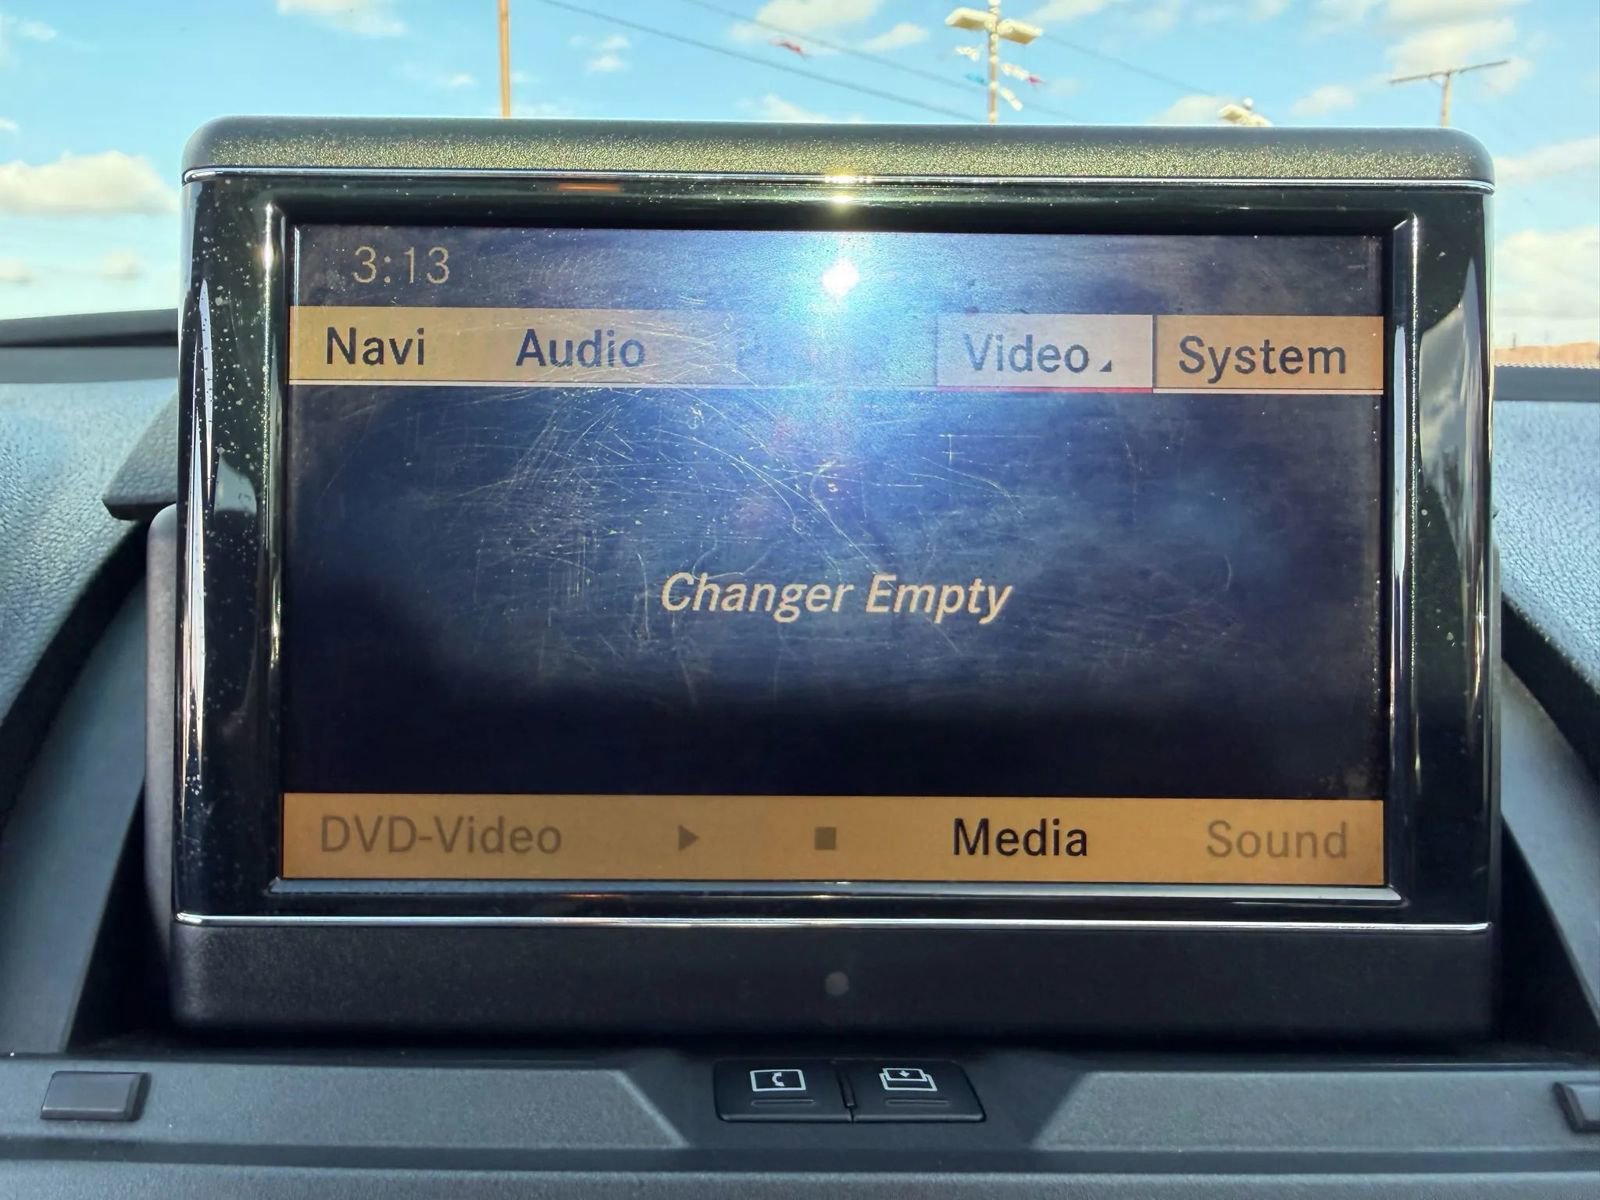 3:13
Navi Audio Video System
Changer Empty
DVD-Video Media Sound